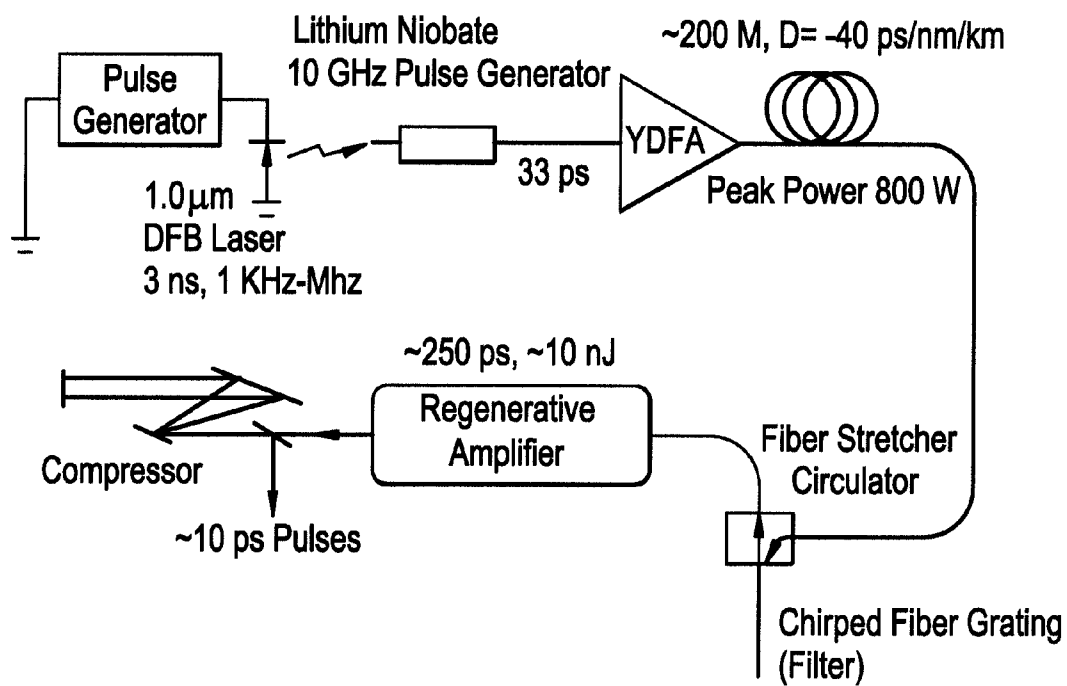 Lithium Niobate
10 GHz Pulse Generator
~200 M, D= -40 ps/nm/km
Pulse
Generator
YDFA
33 ps
Peak Power 800 W
1.0μm
DFB Laser
3 ns, 1 KHz-Mhz
~250 ps, ~10 nJ
Regenerative
Amplifier
Fiber Stretcher
Circulator
Compressor
~10 ps Pulses
Chirped Fiber Grating
(Filter)